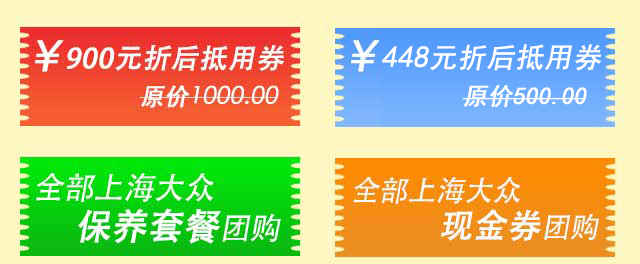 ￥900元折后抵用券
原价1000.00
￥448元折后抵用券
原价500.00
全部上海大众
保养套餐团购
全部上海大众
现金券团购